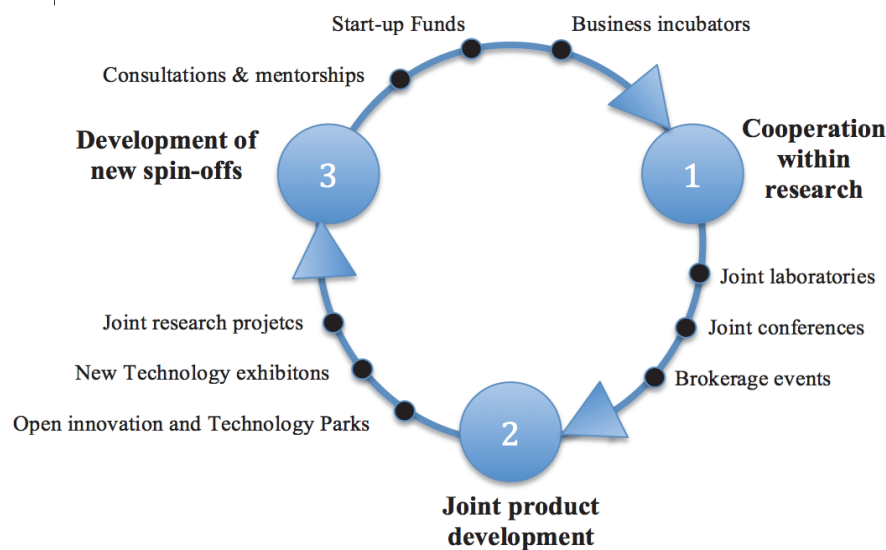 Start-up Funds
Business incubators
Consultations & mentorships
Development of
new spin-offs
3
1
Cooperation
within
research
Joint laboratories
Joint conferences
Brokerage events
Joint research projetcs
New Technology exhibitons
Open innovation and Technology Parks
2
Joint product
development